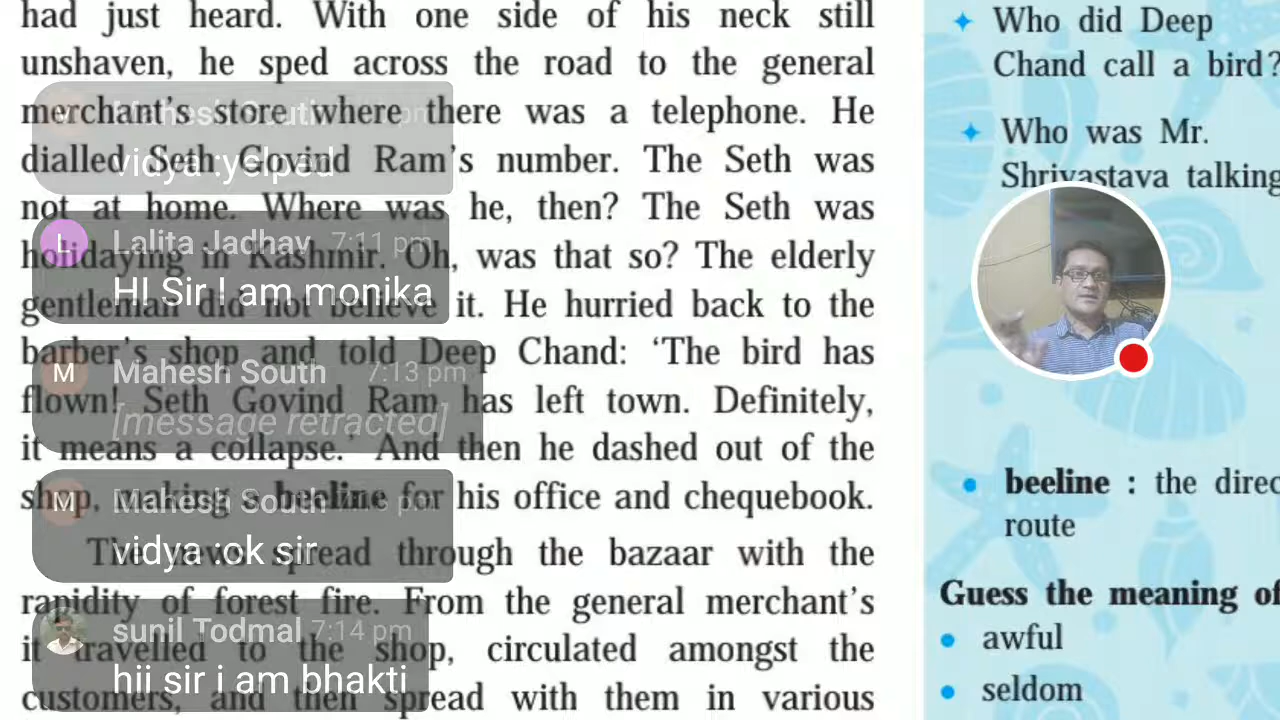 had just heard. With one side of his neck still
unshaven, he sped across the road to the general
merchant's store where there was a telephone. He
dialled Seth Govind Ram's number. The Seth was
not at home. Where was he, then? The Seth was
holidaying in Kashmir. Oh, was that so? The elderly
gentleman did not believe it. He hurried back to the
barber's shop and told Deep Chand: 'The bird has
flown! Seth Govind Ram has left town. Definitely,
it means a collapse.' And then he dashed out of the
shop, making a beeline for his office and chequebook.
The news spread through the bazaar with the
rapidity of forest fire. From the general merchant's
it travelled to the shop, circulated amongst the
customers, and then spread with them in various
Mahesh South
vidya :yelped
L
Lalita Jadhav 7:11 pm
HI Sir I am monika
M
Mahesh South 7:13 pm
[message retracted]
M
Mahesh South pm
vidya :ok sir
sunil Todmal 7:14 pm
hii sir i am bhakti
Who did Deep
Chand call a bird?
Who was Mr.
Shrivastava talking
beeline : the direc
route
Guess the meaning of
awful
seldom